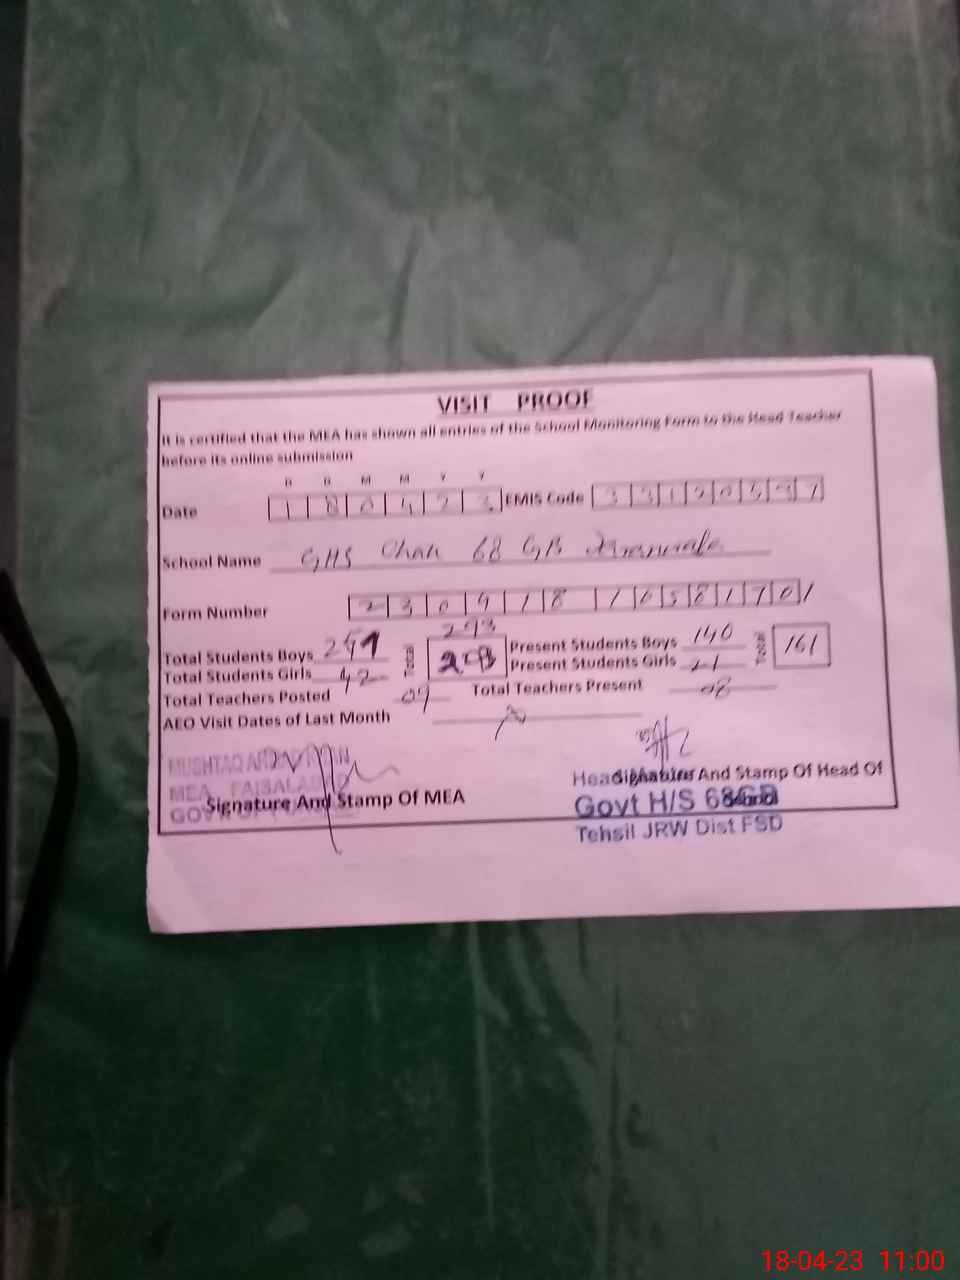 VISIT PROOF
It is certified that the MEA has shown all entries of the School Monitoring Form to the Head Teacher
before its online submission
D D M M Y Y
Date 1 8 0 4 2 3 EMIS Code 3 3 1 2 0 5 9 7
School Name GHS Chak 68 GB
Form Number 2 3 0 4 1 8 1 0 5 8 1 7 0 1
293
Total Students Boys 251 Total 293 Present Students Boys 140 Total 161
Total Students Girls 42 Present Students Girls 21
Total Teachers Posted 09 Total Teachers Present 08
AEO Visit Dates of Last Month
MUSHTAQ
MEA FAISALABAD
Signature And Stamp Of MEA
Signature And Stamp Of Head Of
Govt H/S 68GB
Tehsil JRW Dist FSD
18-04-23 11:00